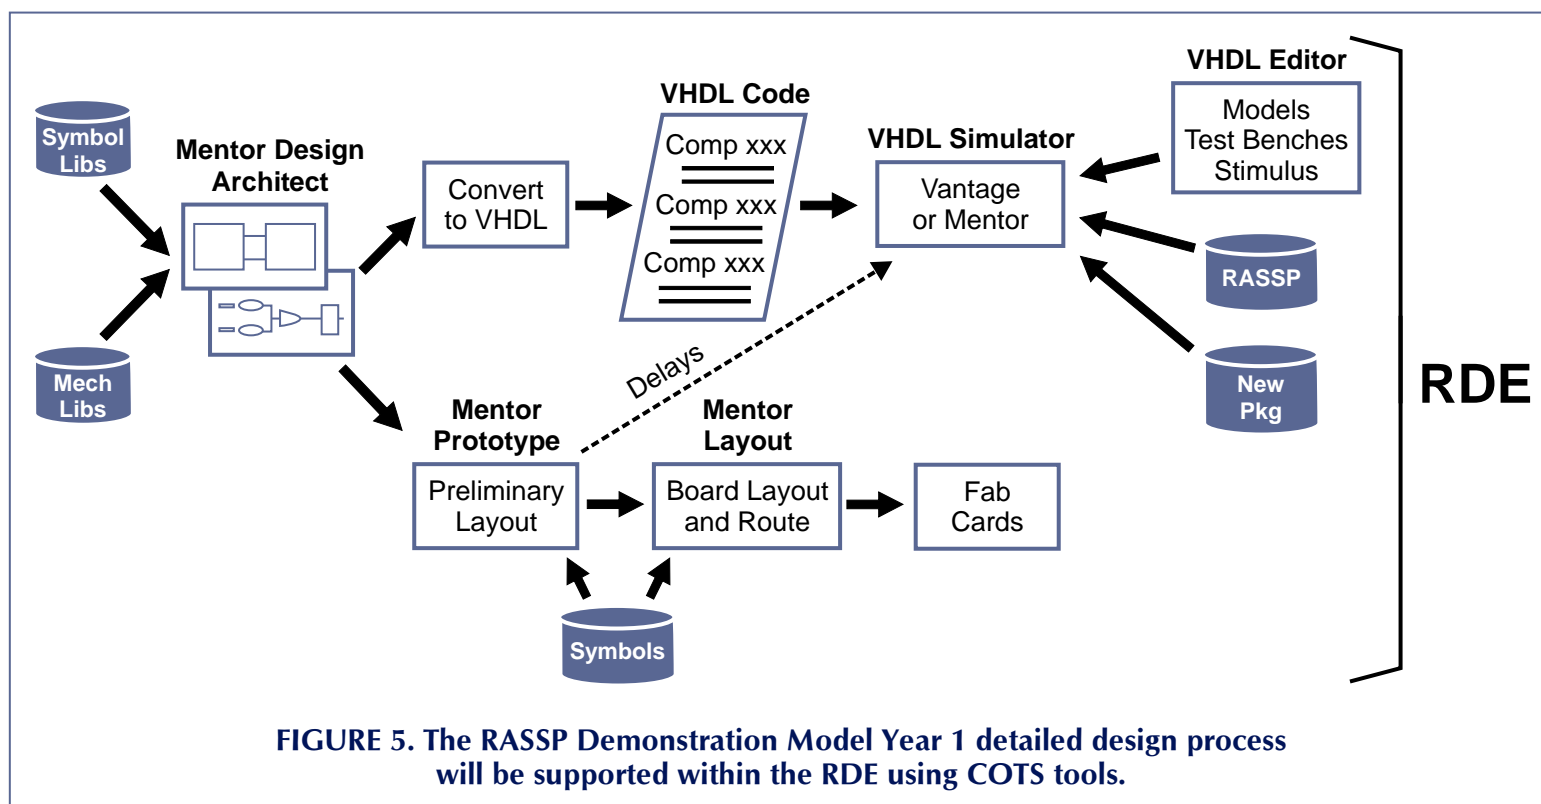 Symbol
Libs
Mech
Libs
Mentor Design
Architect
Convert
to VHDL
VHDL Code
Comp xxx
Comp xxx
Comp xxx
VHDL Simulator
Vantage
or Mentor
VHDL Editor
Models
Test Benches
Stimulus
RASSP
New
Pkg
RDE
Delays
Mentor
Prototype
Preliminary
Layout
Mentor
Layout
Board Layout
and Route
Fab
Cards
Symbols
FIGURE 5. The RASSP Demonstration Model Year 1 detailed design process
will be supported within the RDE using COTS tools.